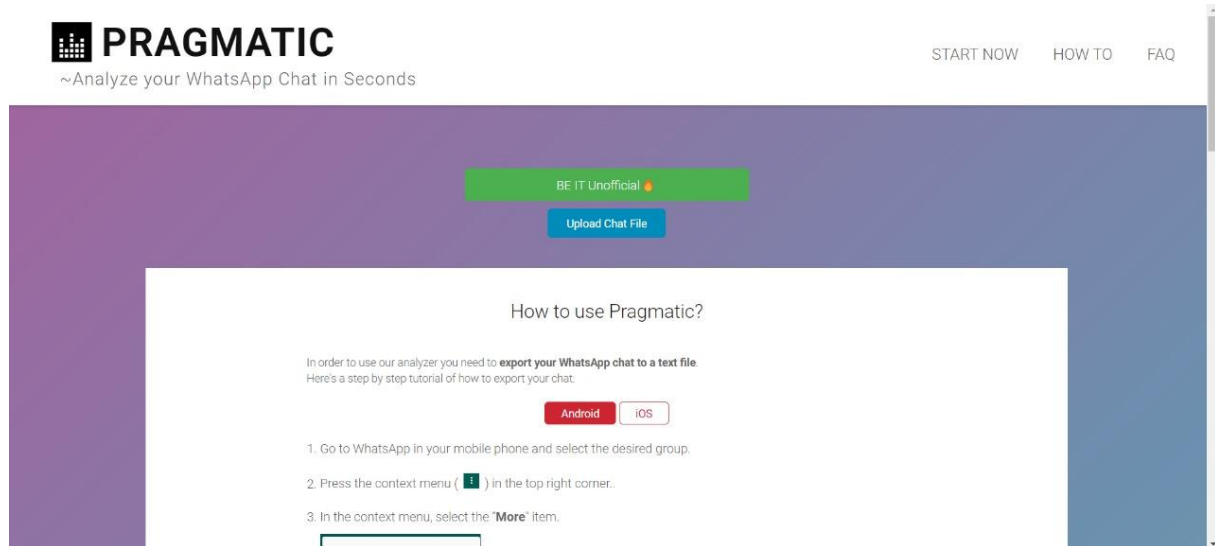 PRAGMATIC
~Analyze your WhatsApp Chat in Seconds
START NOW HOW TO FAQ
BE IT Unofficial 🔥
Upload Chat File
How to use Pragmatic?
In order to use our analyzer you need to export your WhatsApp chat to a text file.
Here's a step by step tutorial of how to export your chat.
Android iOS
1. Go to WhatsApp in your mobile phone and select the desired group.
2. Press the context menu ( ⋮ ) in the top right corner..
3. In the context menu, select the "More" item.